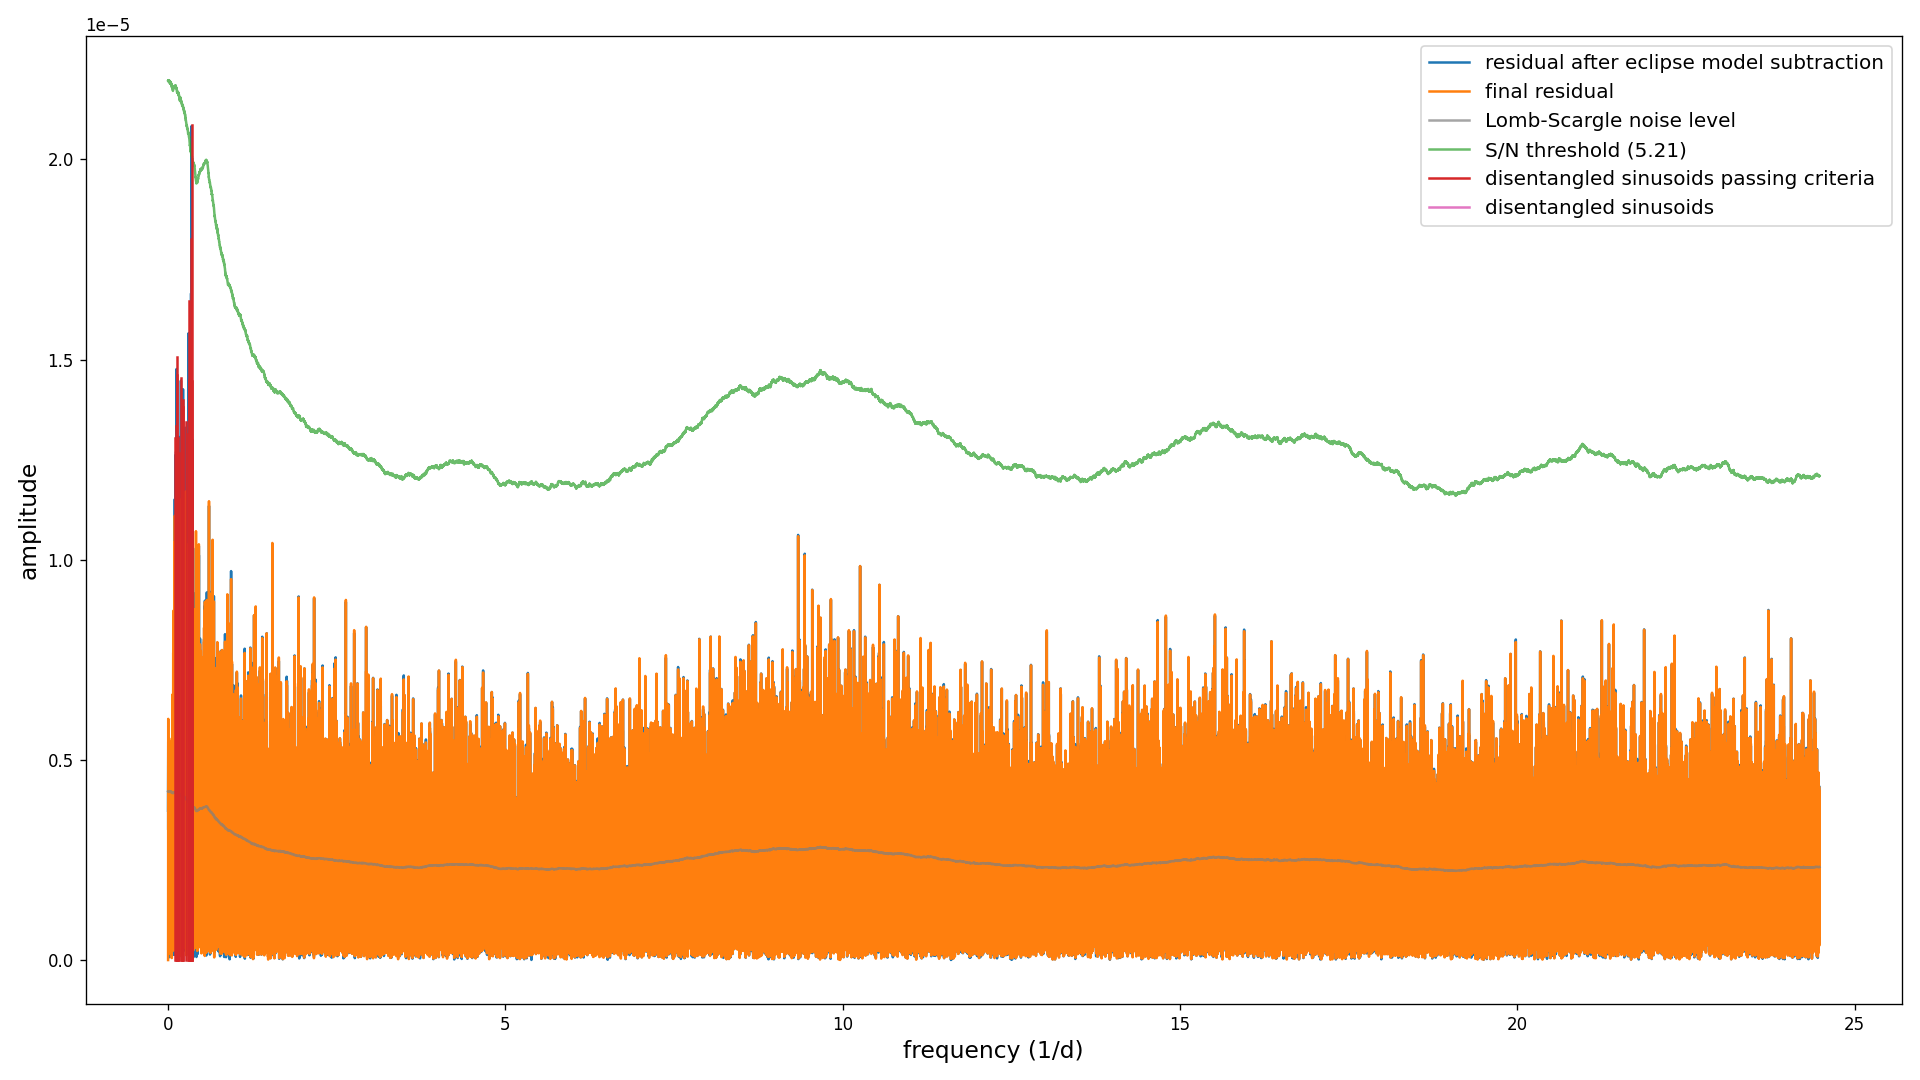 1e−5
residual after eclipse model subtraction
final residual
Lomb-Scargle noise level
S/N threshold (5.21)
disentangled sinusoids passing criteria
disentangled sinusoids
2.0
1.5
1.0
0.5
0.0
amplitude
0 5 10 15 20 25
frequency (1/d)